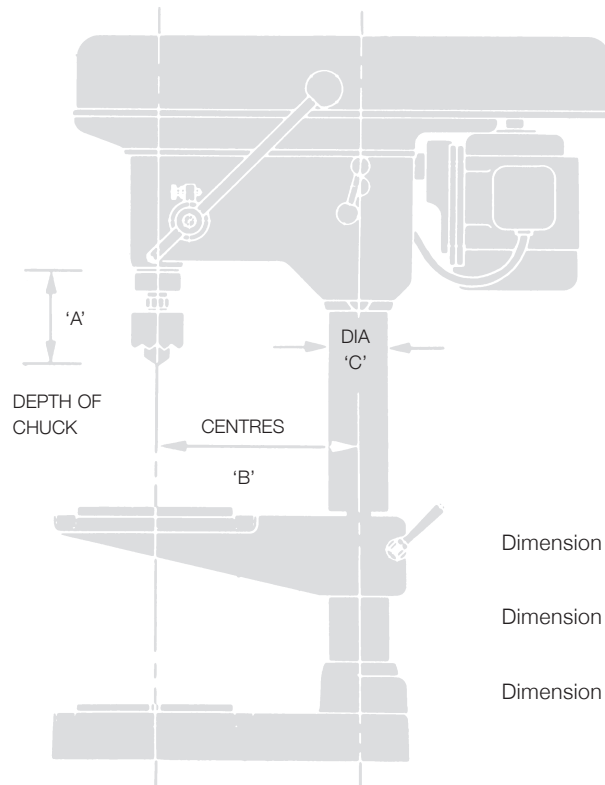 ‘A’
DIA
‘C’
DEPTH OF
CHUCK
CENTRES
‘B’
Dimension
Dimension
Dimension